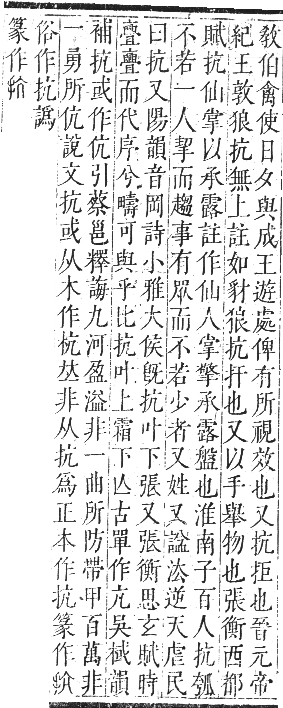 敎伯禽使日夕與成王遊處俾有所視效也又抗拒也晉元帝
紀王敦狼抗無上註如豺狼抗扞也又以手舉物也張衡西都
賦抗仙掌以承露註作仙人掌擎承露盤也淮南子百人抗瓠
不若一人挈而趨事有眾而不若少者又姓又謚法逆天虐民
曰抗又陽韻音岡詩小雅大侯旣抗叶下張又張衡思玄賦時
亹亹而代序兮疇可與乎比抗叶上霜下亾古單作亢吳棫韻
補抗或作伉引蔡邕釋誨九河盈溢非一甶所防帶甲百萬非
一勇所伉說文抗或从木作杭𠀤非从抗爲正木作抗篆作㼚
俗作抗譌
篆作